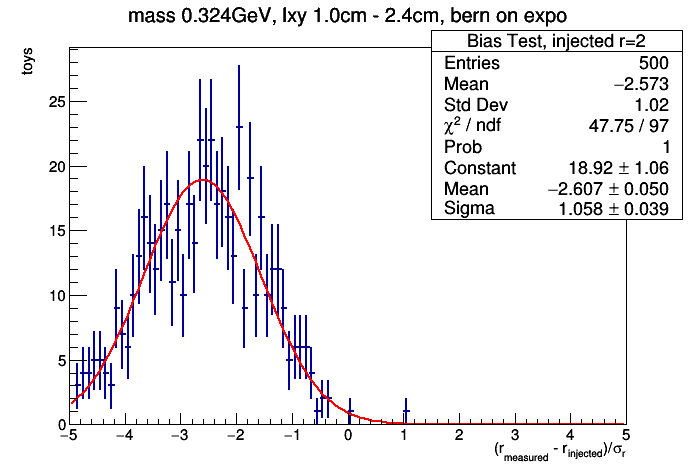 mass 0.324GeV, lxy 1.0cm - 2.4cm, bern on expo
toys
Bias Test, injected r=2
Entries 500
Mean −2.573
Std Dev 1.02
χ² / ndf 47.75 / 97
Prob 1
Constant 18.92 ± 1.06
Mean −2.607 ± 0.050
Sigma 1.058 ± 0.039
25
20
15
10
5
0
−5 −4 −3 −2 −1 0 1 2 3 4 5
(r_measured - r_injected)/σ_r